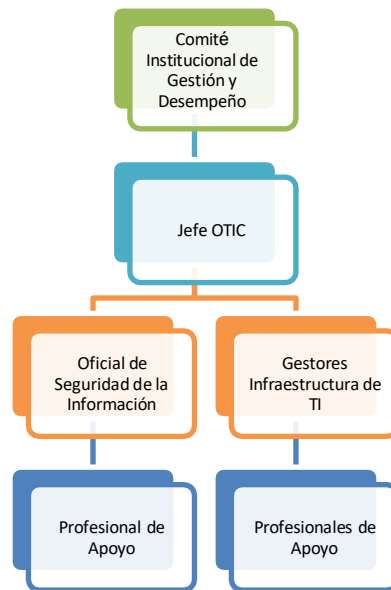 Comité
Institucional de
Gestión y
Desempeño
Jefe OTIC
Oficial de
Seguridad de la
Información
Gestores
Infraestructura de
TI
Profesional de
Apoyo
Profesionales de
Apoyo